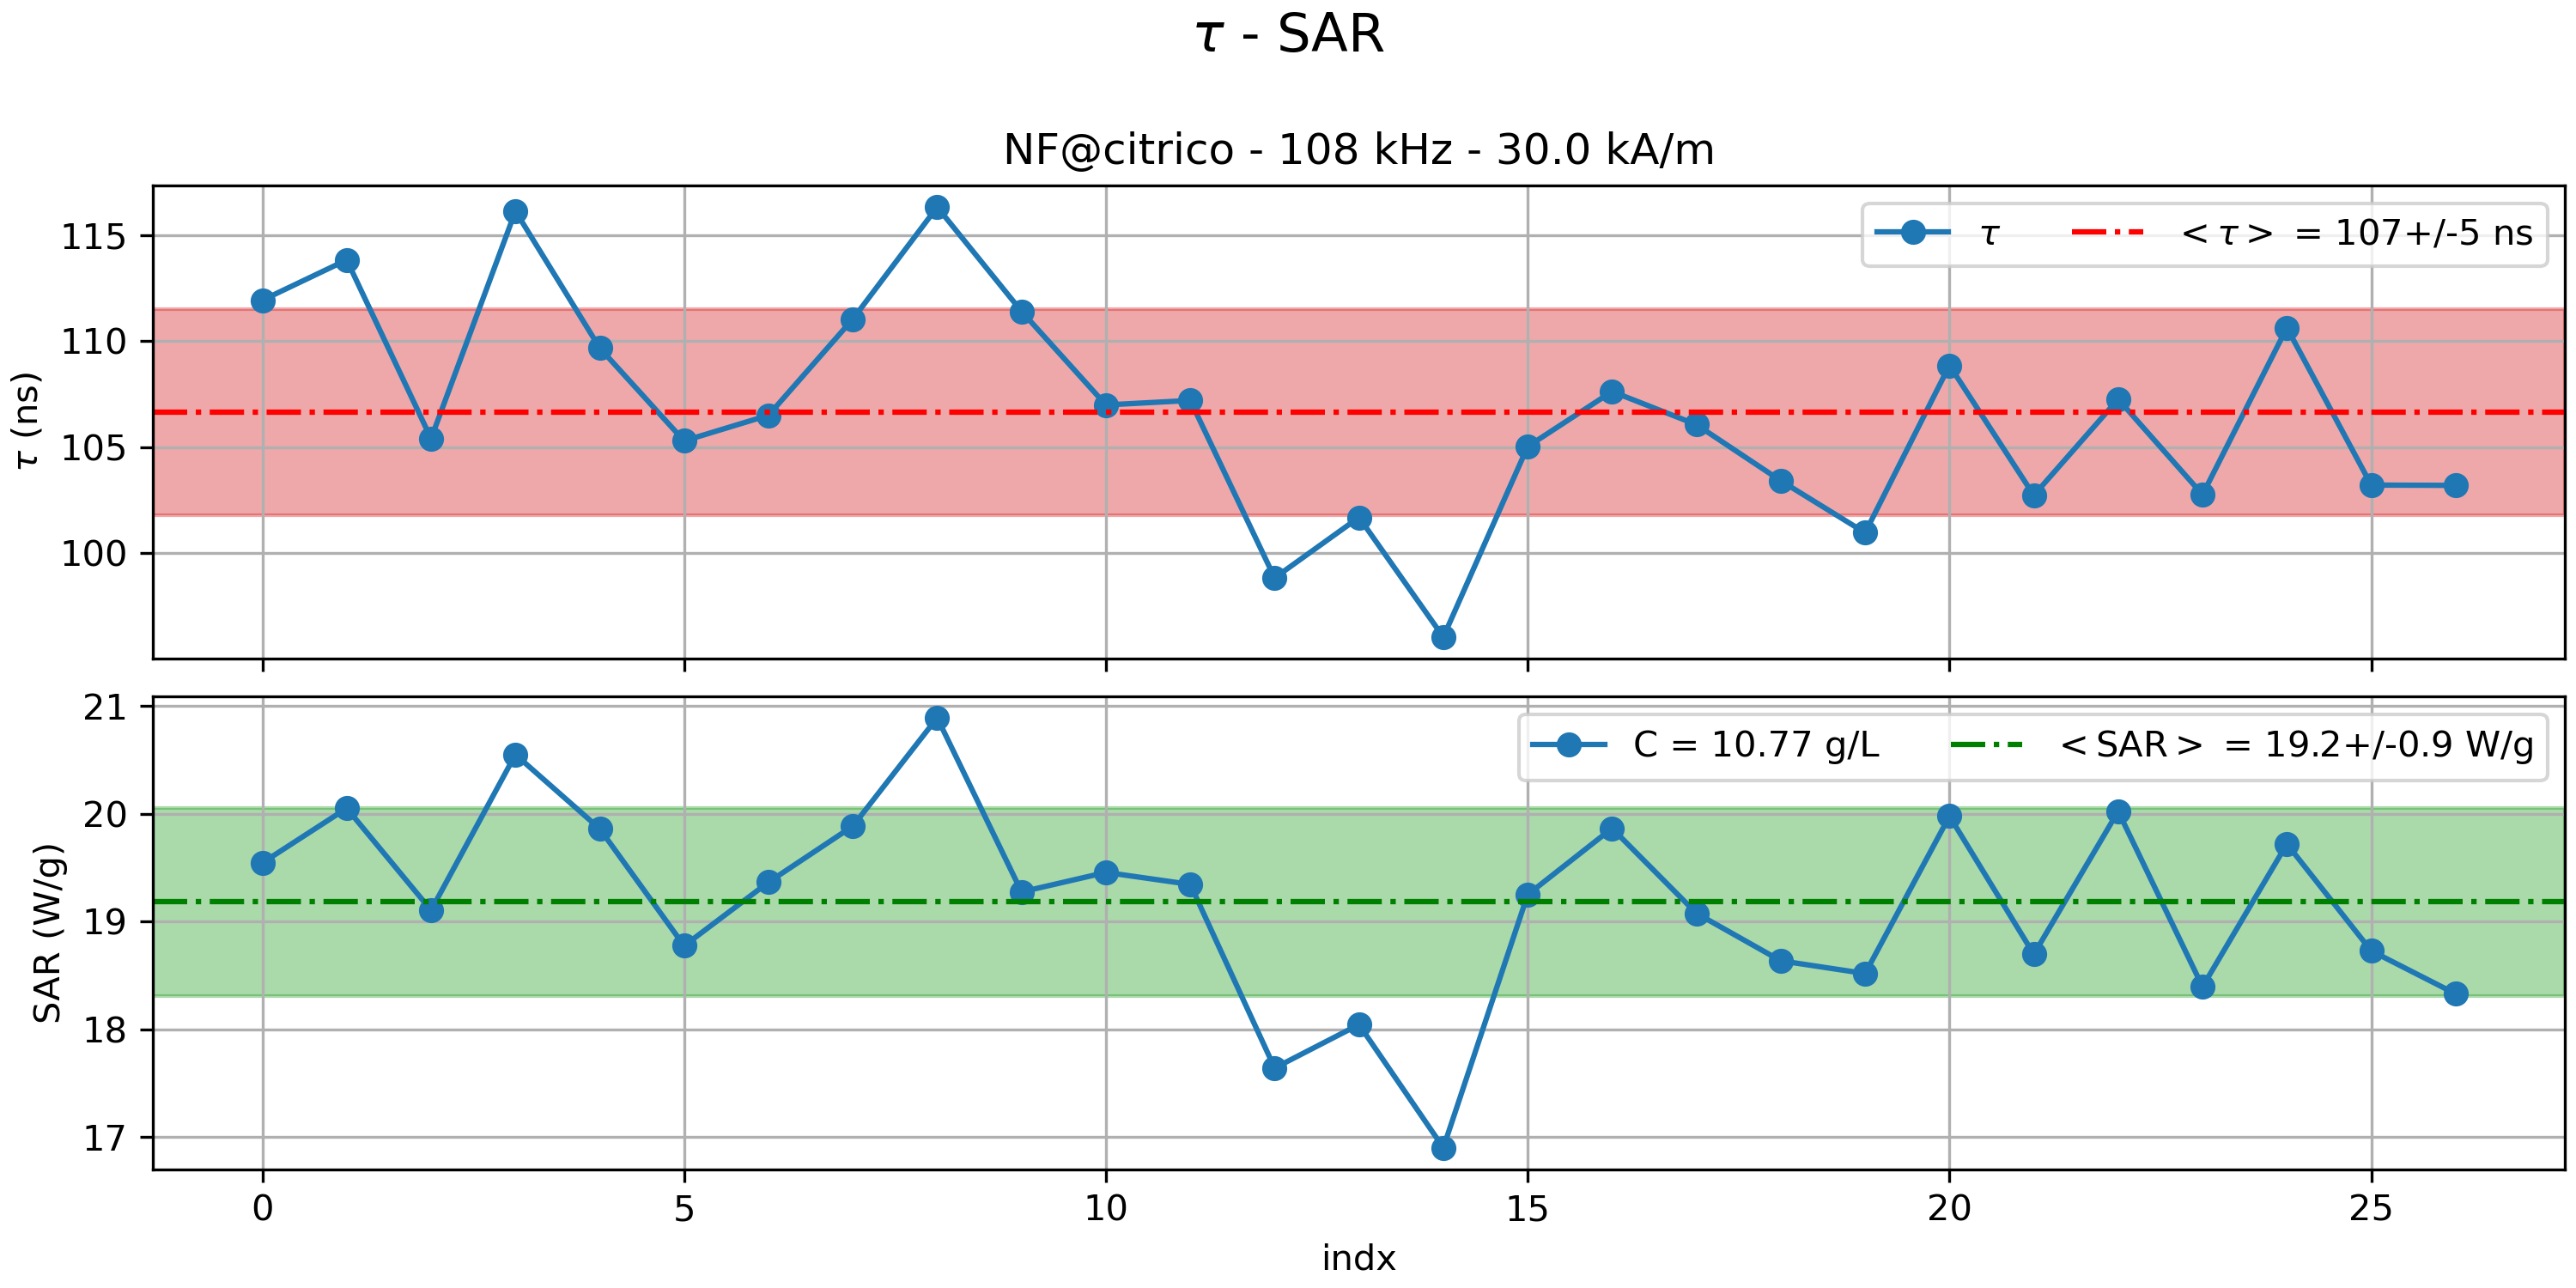 τ - SAR
NF@citrico - 108 kHz - 30.0 kA/m
τ (ns)
115
110
105
100
τ
<τ> = 107+/-5 ns
SAR (W/g)
21
20
19
18
17
C = 10.77 g/L
<SAR> = 19.2+/-0.9 W/g
0 5 10 15 20 25
indx